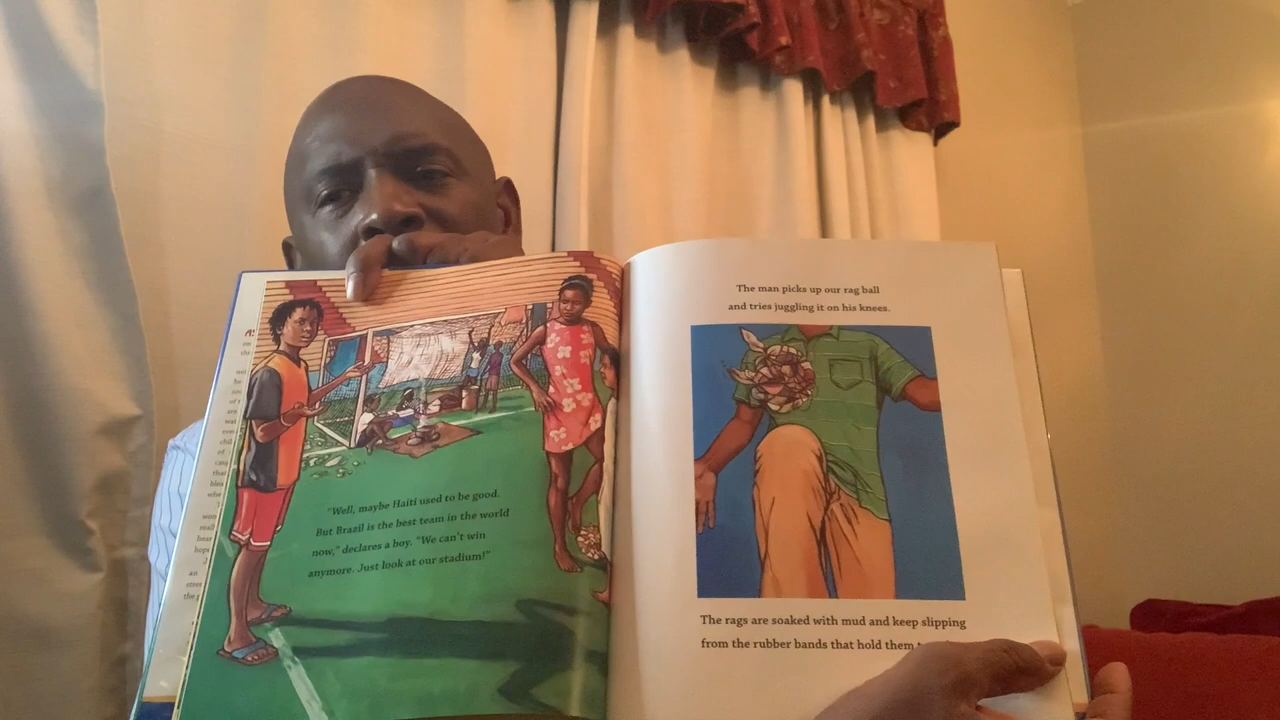 "Well, maybe Haiti used to be good.
But Brazil is the best team in the world
now," declares a boy. "We can't win
anymore. Just look at our stadium!"
The man picks up our rag ball
and tries juggling it on his knees.
The rags are soaked with mud and keep slipping
from the rubber bands that hold them